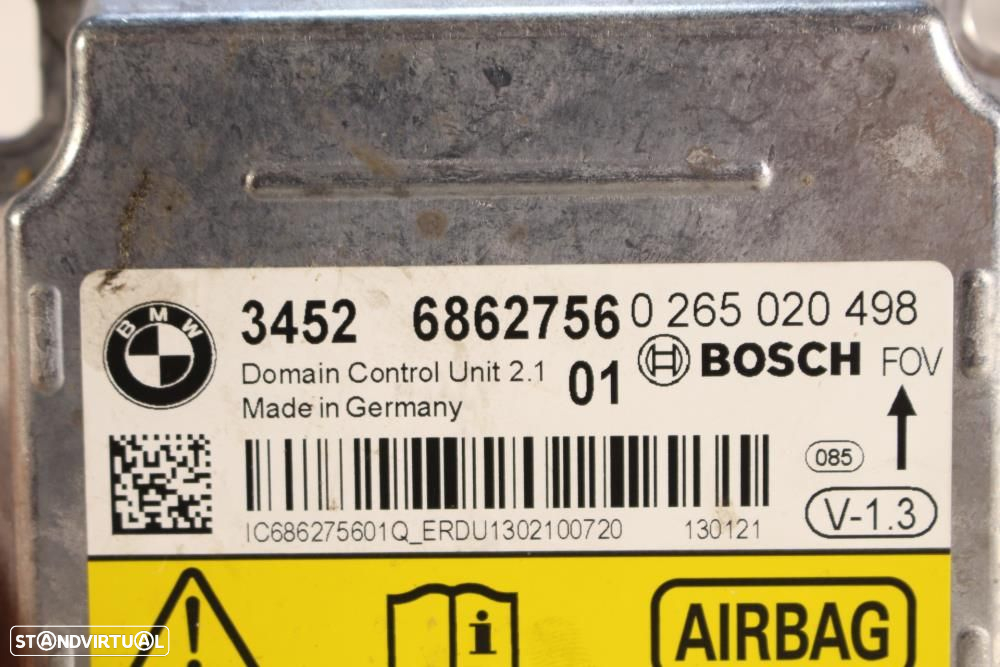 BMW
3452 6862756 0 265 020 498
Domain Control Unit 2.1 01 BOSCH FOV
Made in Germany
085
V-1.3
IC686275601Q_ERDU1302100720 130121
i
AIRBAG
STANDVIRTUAL